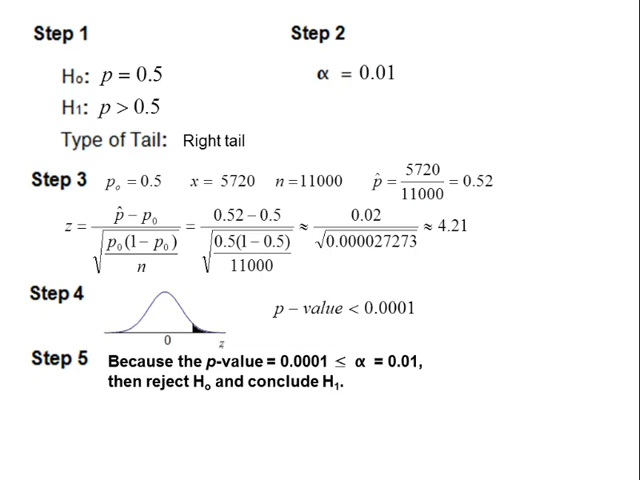 Step 1
Step 2
H₀: p = 0.5
α = 0.01
H₁: p > 0.5
Type of Tail: Right tail
Step 3 pₒ = 0.5 x = 5720 n = 11000 p̂ = 5720/11000 = 0.52
z = (p̂ − p₀)/√(p₀(1 − p₀)/n) = (0.52 − 0.5)/√(0.5(1 − 0.5)/11000) ≈ 0.02/√0.000027273 ≈ 4.21
Step 4
p − value < 0.0001
0 z
Step 5 Because the p-value = 0.0001 ≤ α = 0.01,
then reject Hₒ and conclude H₁.